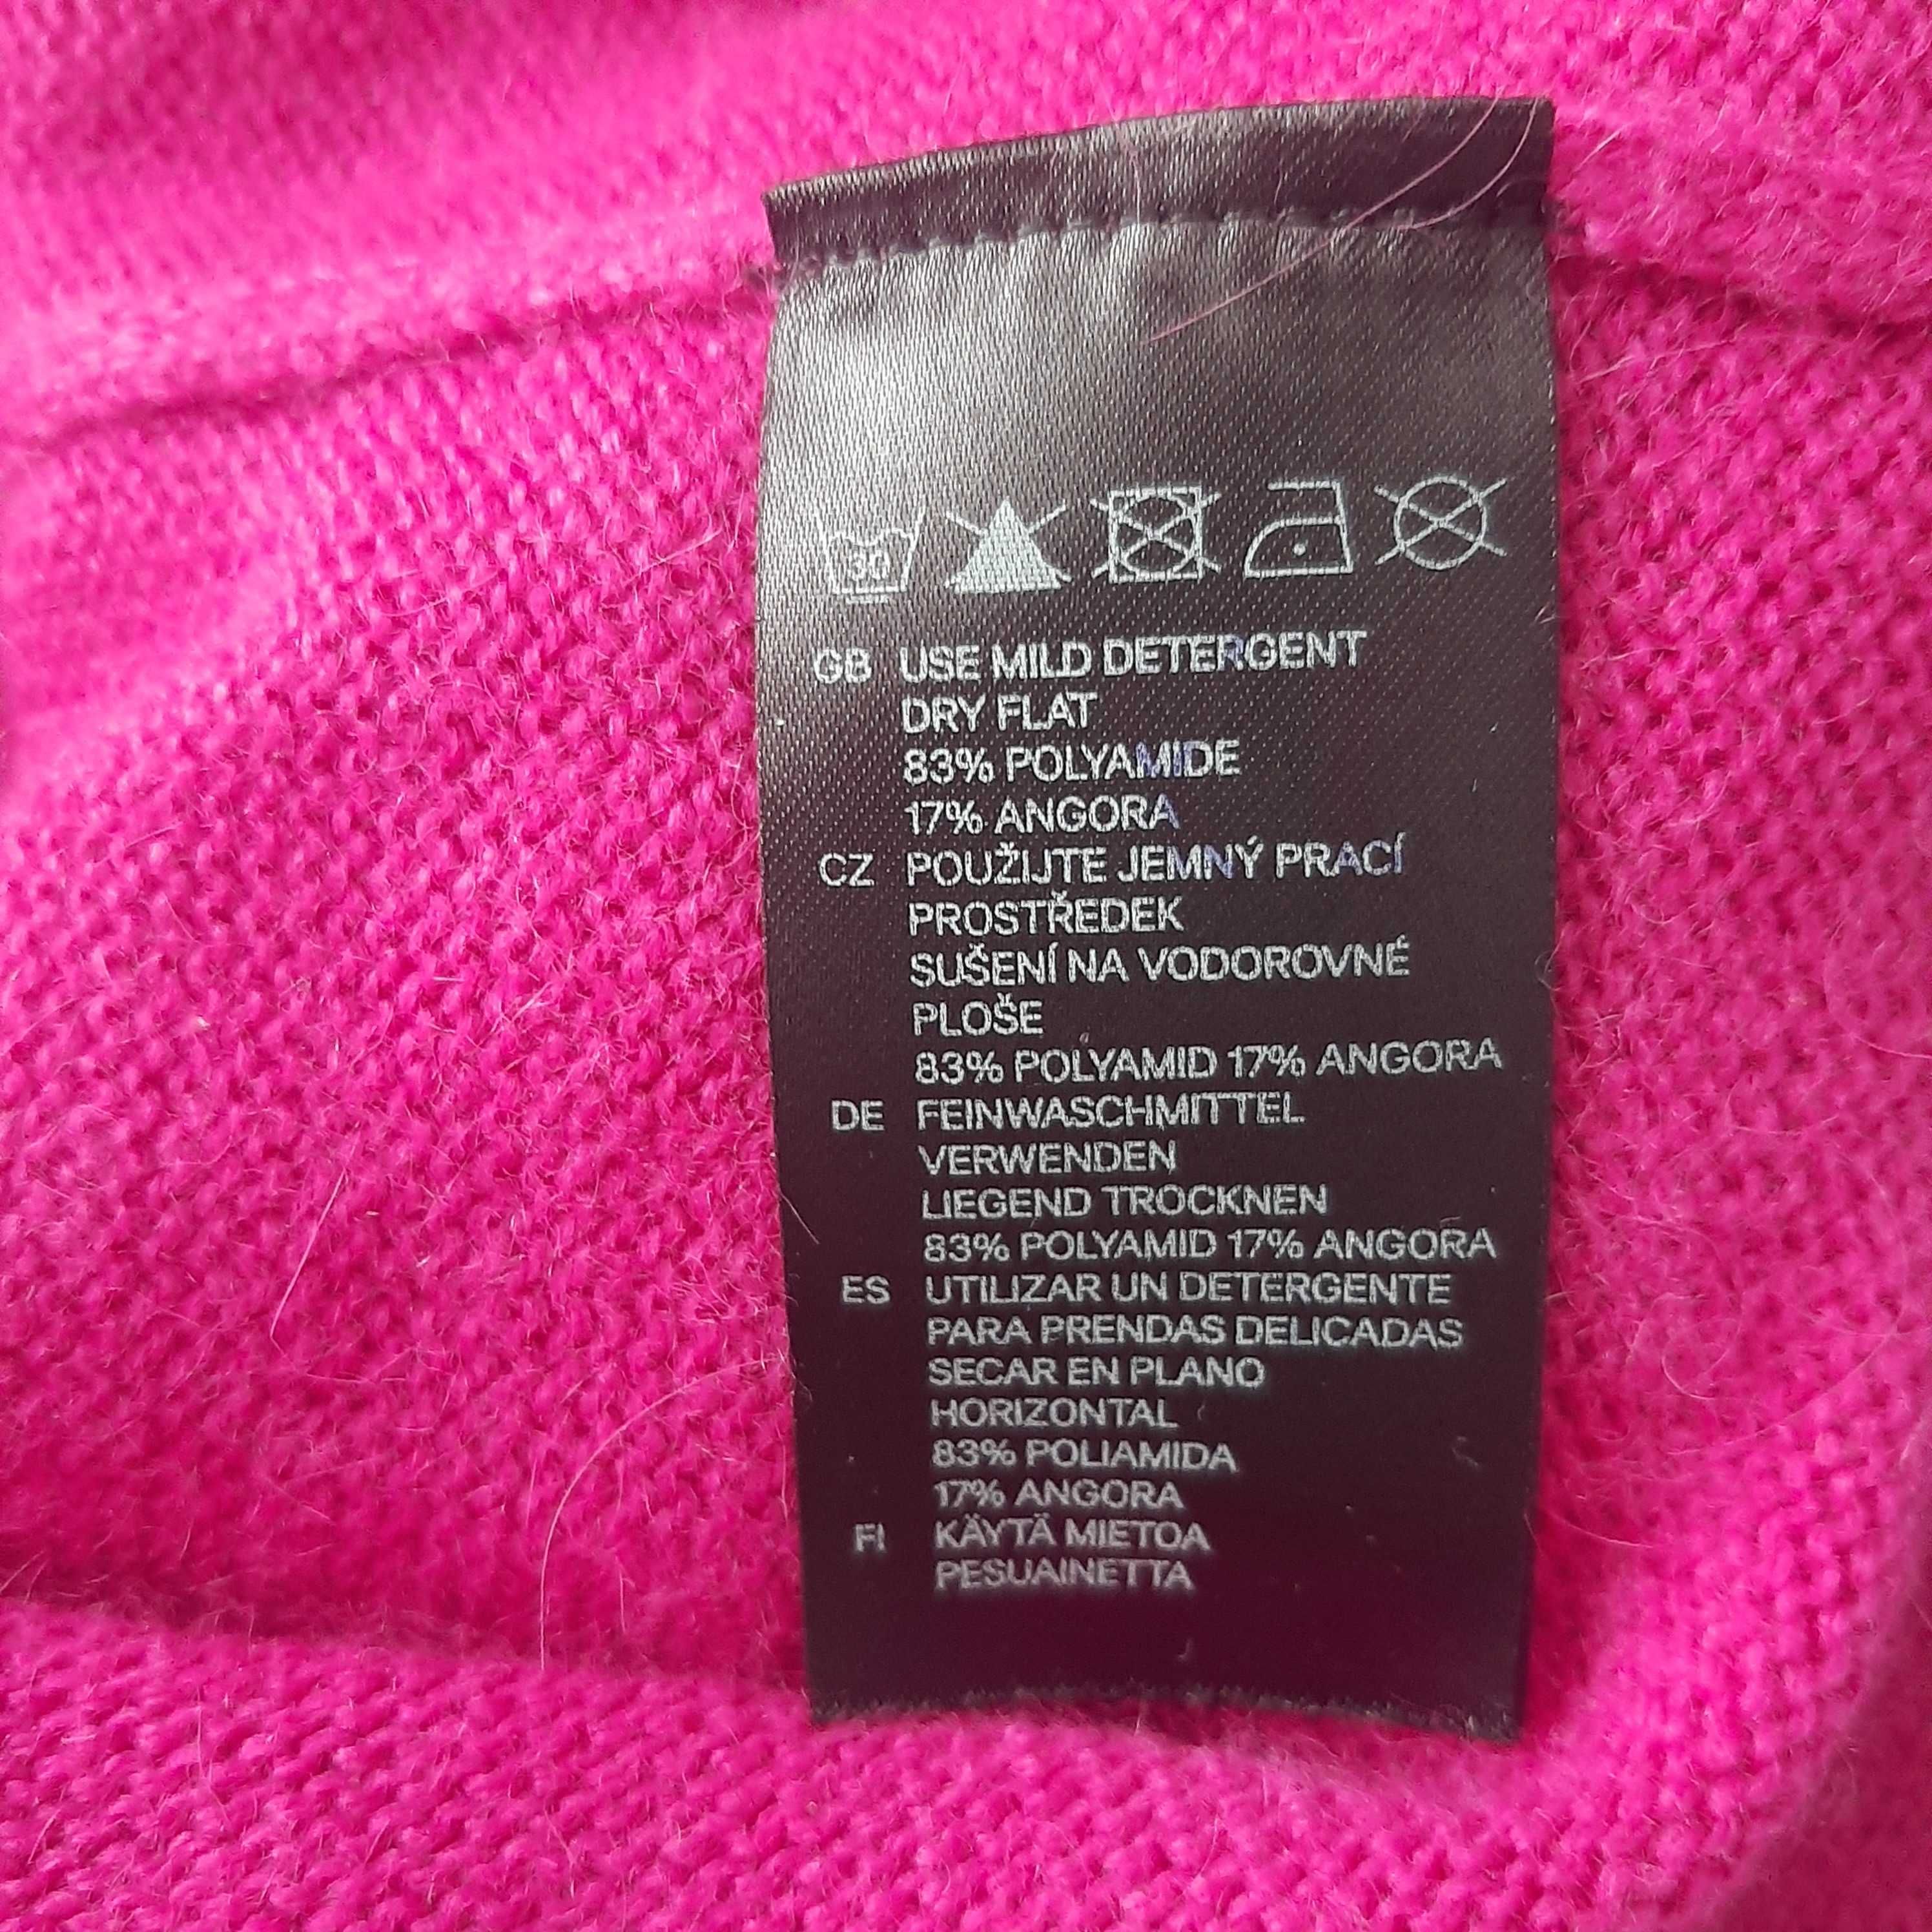 30
GB USE MILD DETERGENT
DRY FLAT
83% POLYAMIDE
17% ANGORA
CZ POUŽIJTE JEMNÝ PRACÍ
PROSTŘEDEK
SUŠENÍ NA VODOROVNÉ
PLOŠE
83% POLYAMID 17% ANGORA
DE FEINWASCHMITTEL
VERWENDEN
LIEGEND TROCKNEN
83% POLYAMID 17% ANGORA
ES UTILIZAR UN DETERGENTE
PARA PRENDAS DELICADAS
SECAR EN PLANO
HORIZONTAL
83% POLIAMIDA
17% ANGORA
FI KÄYTÄ MIETOA
PESUAINETTA